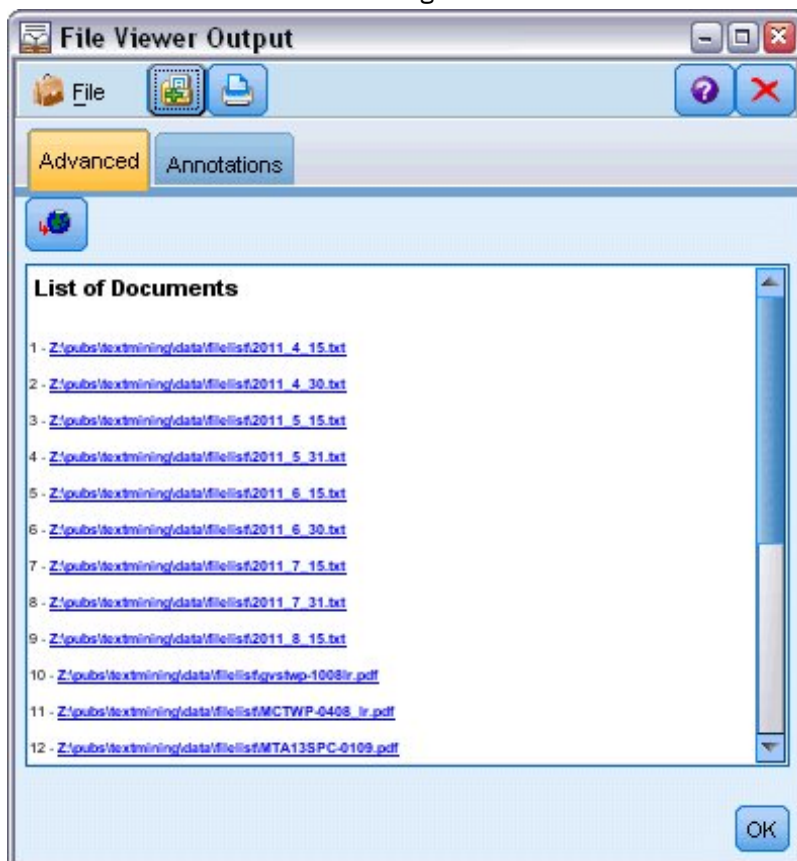 File Viewer Output
File
Advanced Annotations
List of Documents
1 - Z:\pubs\textmining\data\filelist\2011_4_15.txt
2 - Z:\pubs\textmining\data\filelist\2011_4_30.txt
3 - Z:\pubs\textmining\data\filelist\2011_5_15.txt
4 - Z:\pubs\textmining\data\filelist\2011_5_31.txt
5 - Z:\pubs\textmining\data\filelist\2011_6_15.txt
6 - Z:\pubs\textmining\data\filelist\2011_6_30.txt
7 - Z:\pubs\textmining\data\filelist\2011_7_15.txt
8 - Z:\pubs\textmining\data\filelist\2011_7_31.txt
9 - Z:\pubs\textmining\data\filelist\2011_8_15.txt
10 - Z:\pubs\textmining\data\filelist\gvstwp-1008lr.pdf
11 - Z:\pubs\textmining\data\filelist\MCTWP-0408_lr.pdf
12 - Z:\pubs\textmining\data\filelist\MTA13SPC-0109.pdf
OK